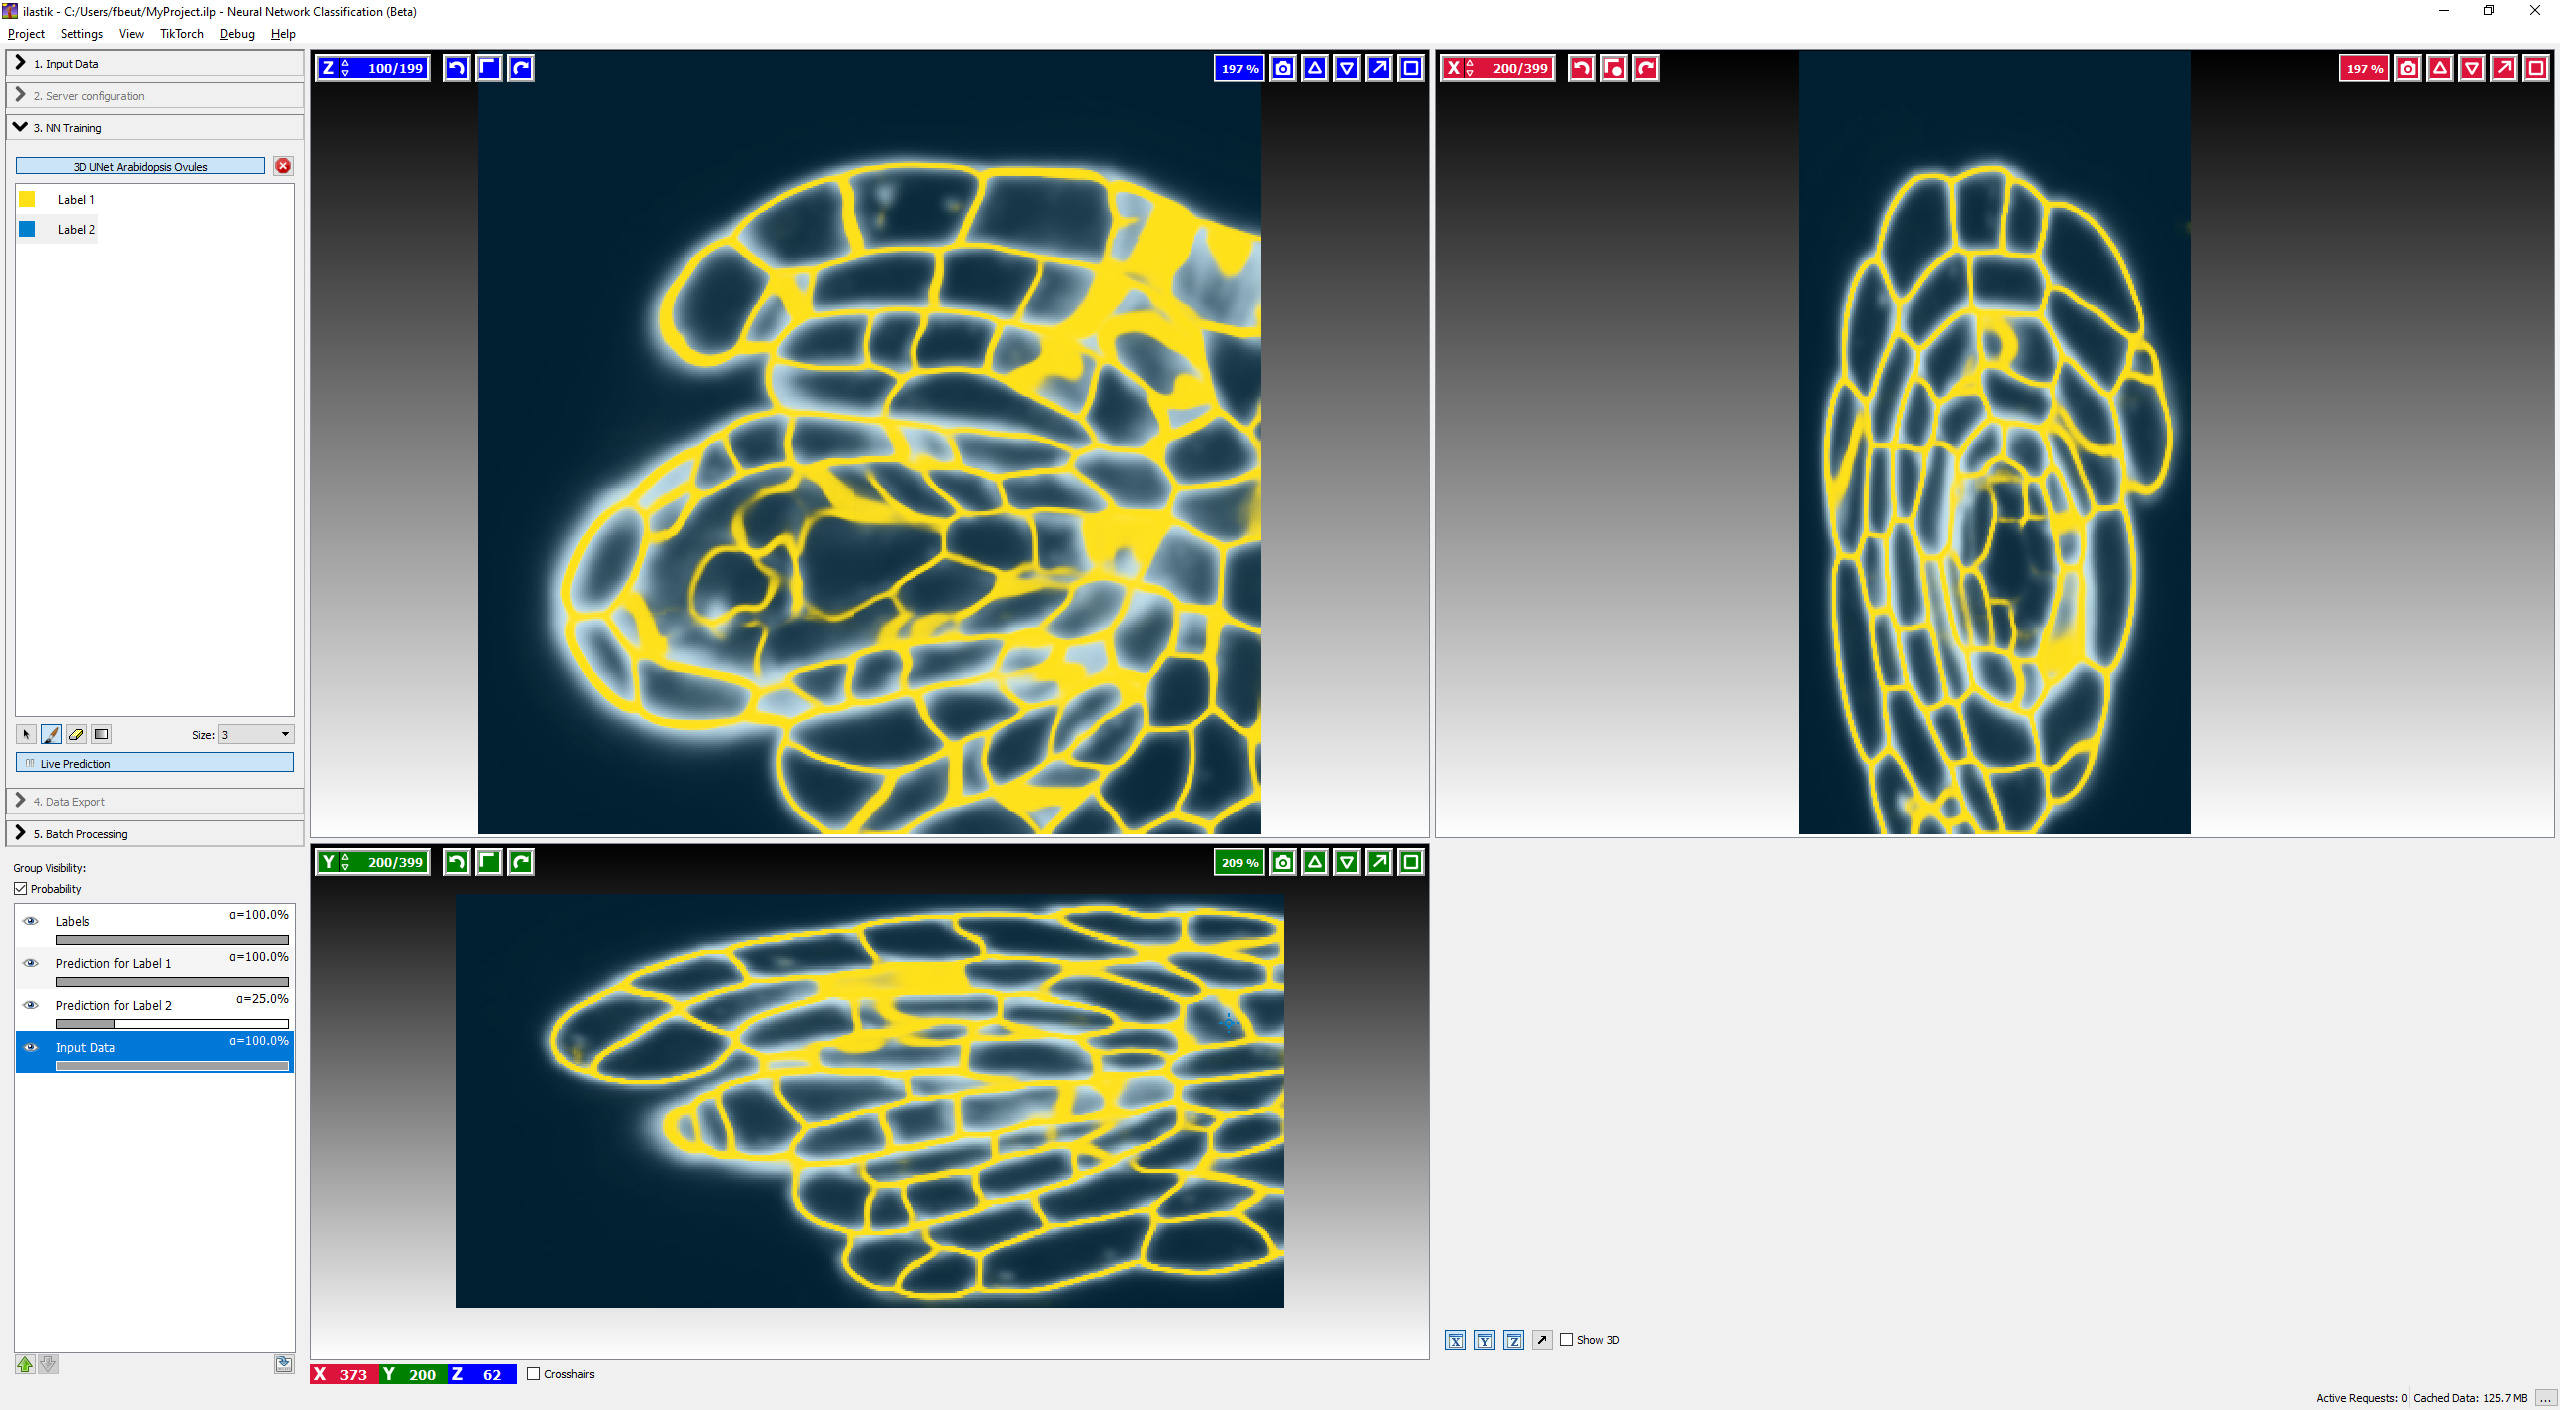 ilastik - C:/Users/fbeut/MyProject.ilp - Neural Network Classification (Beta)
Project Settings View TikTorch Debug Help
1. Input Data
2. Server configuration
3. NN Training
3D UNet Arabidopsis Ovules
Label 1
Label 2
Size: 3
Live Prediction
4. Data Export
5. Batch Processing
Group Visibility:
Probability
Labels α=100.0%
Prediction for Label 1 α=100.0%
Prediction for Label 2 α=25.0%
Input Data α=100.0%
Z 100/199 197 %
X 200/399 197 %
Y 200/399 209 %
X Y Z Show 3D
X 373 Y 200 Z 62 Crosshairs
Active Requests: 0 Cached Data: 125.7 MB ...